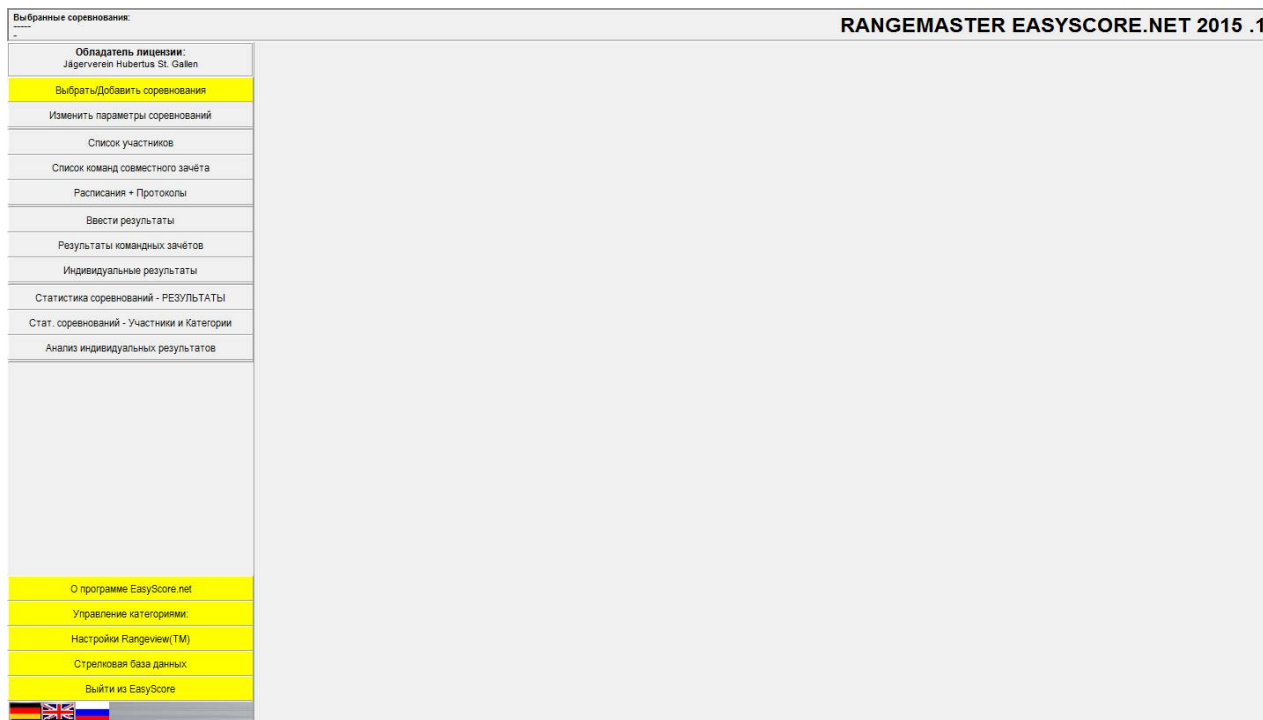 Выбранные соревнования:
-----
-
RANGEMASTER EASYSCORE.NET 2015 .1
Обладатель лицензии:
Jägerverein Hubertus St. Gallen
Выбрать/Добавить соревнования
Изменить параметры соревнований
Список участников
Список команд совместного зачёта
Расписания + Протоколы
Ввести результаты
Результаты командных зачётов
Индивидуальные результаты
Статистика соревнований - РЕЗУЛЬТАТЫ
Стат. соревнований - Участники и Категории
Анализ индивидуальных результатов
О программе EasyScore.net
Управление категориями:
Настройки Rangeview(TM)
Стрелковая база данных
Выйти из EasyScore